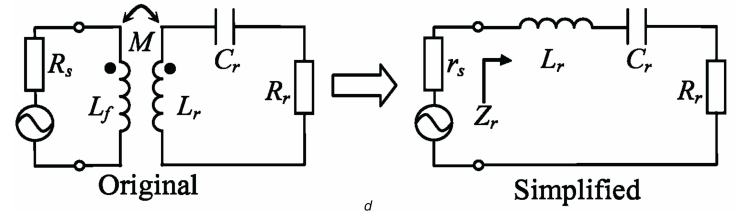 M
R_s
L_f
L_r
C_r
R_r
Original
r_s
Z_r
L_r
C_r
R_r
Simplified
d